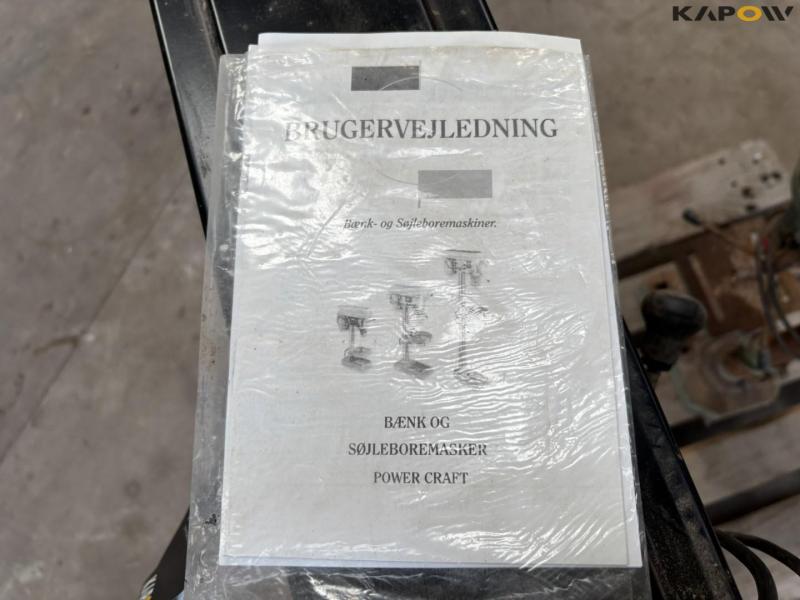 KAPOW
BRUGERVEJLEDNING
Bænk- og Søjleboremaskiner.
BÆNK OG
SØJLEBOREMASKER
POWER CRAFT